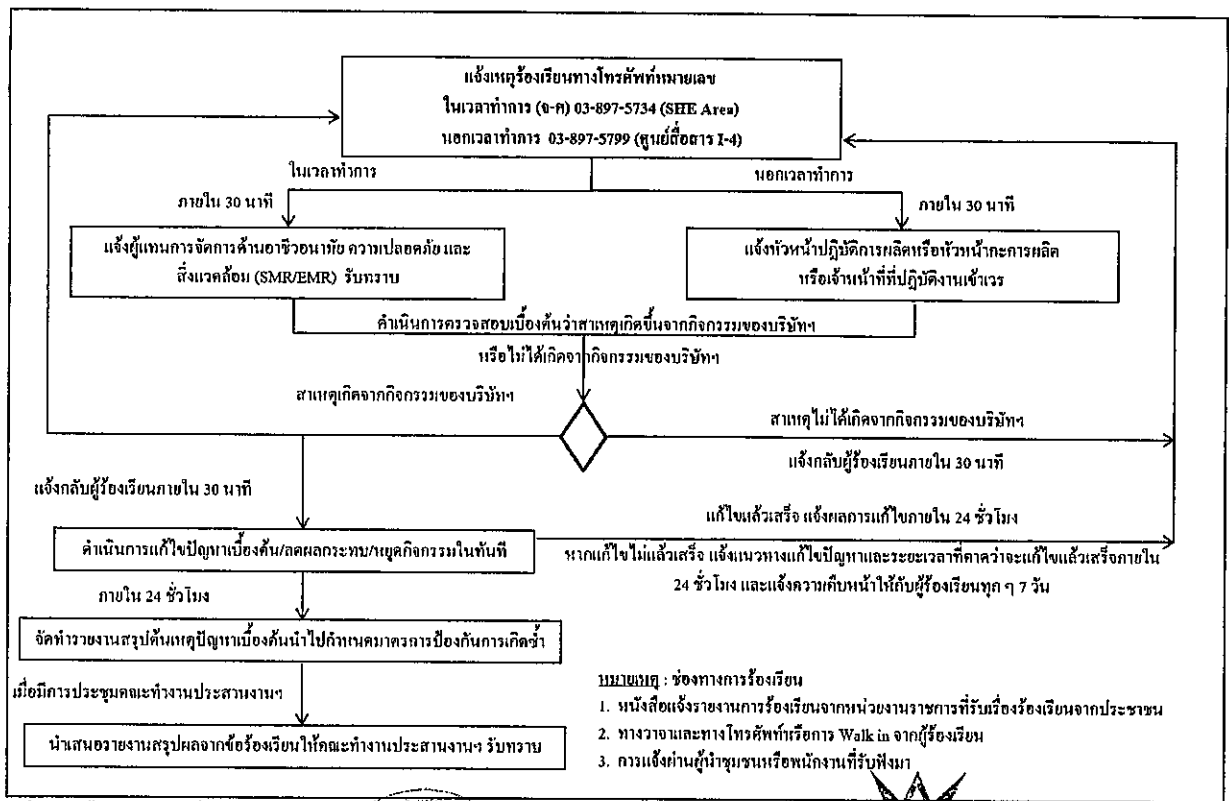 แจ้งเหตุร้องเรียนทางโทรศัพท์หมายเลข
ในเวลาทำการ (จ-ศ) 03-897-5734 (SHE Area)
นอกเวลาทำการ 03-897-5799 (ศูนย์สื่อสาร I-4)
ในเวลาทำการ
นอกเวลาทำการ
ภายใน 30 นาที
ภายใน 30 นาที
แจ้งผู้แทนการจัดการด้านอาชีวอนามัย ความปลอดภัย และ
สิ่งแวดล้อม (SMR/EMR) รับทราบ
แจ้งหัวหน้าปฏิบัติการผลิตหรือหัวหน้ากะการผลิต
หรือเจ้าหน้าที่ที่ปฏิบัติงานเข้าเวร
ดำเนินการตรวจสอบเบื้องต้นว่าสาเหตุเกิดขึ้นจากกิจกรรมของบริษัทฯ
หรือไม่ได้เกิดจากกิจกรรมของบริษัทฯ
สาเหตุเกิดจากกิจกรรมของบริษัทฯ
สาเหตุไม่ได้เกิดจากกิจกรรมของบริษัทฯ
แจ้งกลับผู้ร้องเรียนภายใน 30 นาที
แจ้งกลับผู้ร้องเรียนภายใน 30 นาที
แก้ไขแล้วเสร็จ แจ้งผลการแก้ไขภายใน 24 ชั่วโมง
ดำเนินการแก้ไขปัญหาเบื้องต้น/ลดผลกระทบ/หยุดกิจกรรมในทันที
หากแก้ไขไม่แล้วเสร็จ แจ้งแนวทางแก้ไขปัญหาและระยะเวลาที่คาดว่าจะแก้ไขแล้วเสร็จภายใน
24 ชั่วโมง และแจ้งความคืบหน้าให้กับผู้ร้องเรียนทุก ๆ 7 วัน
ภายใน 24 ชั่วโมง
จัดทำรายงานสรุปต้นเหตุปัญหาเบื้องต้นนำไปกำหนดมาตรการป้องกันการเกิดซ้ำ
เมื่อมีการประชุมคณะทำงานประสานงานฯ
นำเสนอรายงานสรุปผลจากข้อร้องเรียนให้คณะทำงานประสานงานฯ รับทราบ
หมายเหตุ : ช่องทางการร้องเรียน
1. หนังสือแจ้งรายงานการร้องเรียนจากหน่วยงานราชการที่รับเรื่องร้องเรียนจากประชาชน
2. ทางวาจาและทางโทรศัพท์หรือการ Walk in จากผู้ร้องเรียน
3. การแจ้งผ่านผู้นำชุมชนหรือพนักงานที่รับฟังมา